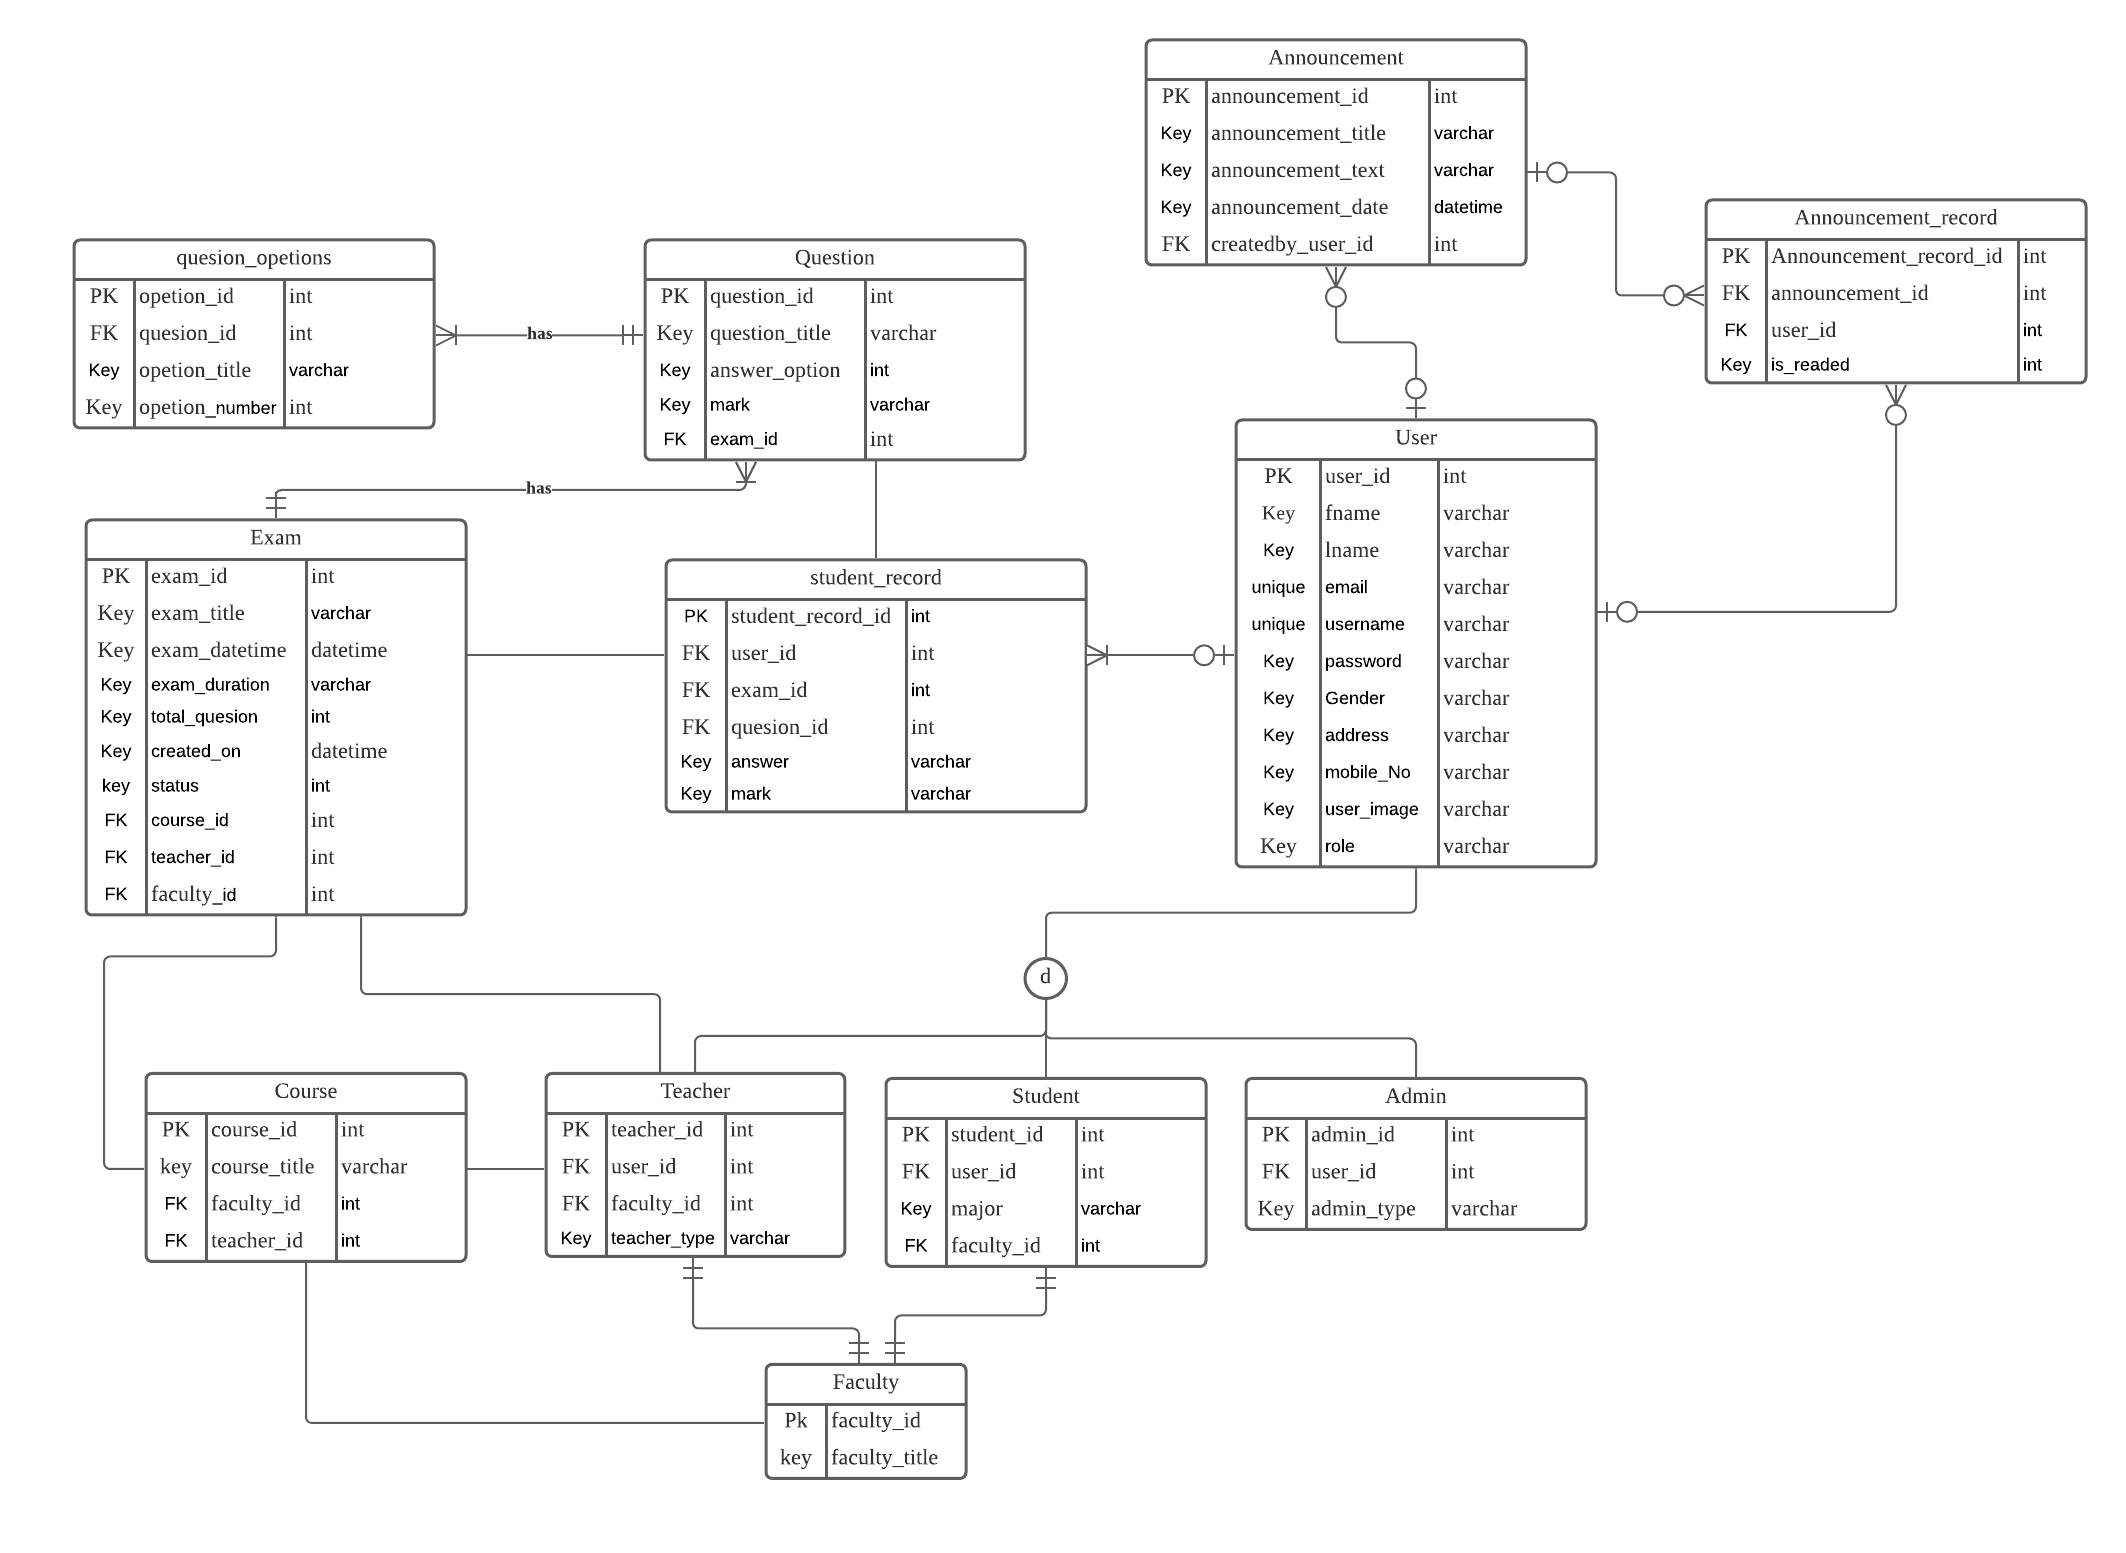 Announcement
PK announcement_id int
Key announcement_title varchar
Key announcement_text varchar
Key announcement_date datetime
FK createdby_user_id int
Announcement_record
PK Announcement_record_id int
FK announcement_id int
FK user_id int
Key is_readed int
quesion_opetions
PK opetion_id int
FK quesion_id int
Key opetion_title varchar
Key opetion_number int
has
Question
PK question_id int
Key question_title varchar
Key answer_option int
Key mark varchar
FK exam_id int
has
User
PK user_id int
Key fname varchar
Key lname varchar
unique email varchar
unique username varchar
Key password varchar
Key Gender varchar
Key address varchar
Key mobile_No varchar
Key user_image varchar
Key role varchar
Exam
PK exam_id int
Key exam_title varchar
Key exam_datetime datetime
Key exam_duration varchar
Key total_quesion int
Key created_on datetime
key status int
FK course_id int
FK teacher_id int
FK faculty_id int
student_record
PK student_record_id int
FK user_id int
FK exam_id int
FK quesion_id int
Key answer varchar
Key mark varchar
d
Course
PK course_id int
key course_title varchar
FK faculty_id int
FK teacher_id int
Teacher
PK teacher_id int
FK user_id int
FK faculty_id int
Key teacher_type varchar
Student
PK student_id int
FK user_id int
Key major varchar
FK faculty_id int
Admin
PK admin_id int
FK user_id int
Key admin_type varchar
Faculty
Pk faculty_id
key faculty_title